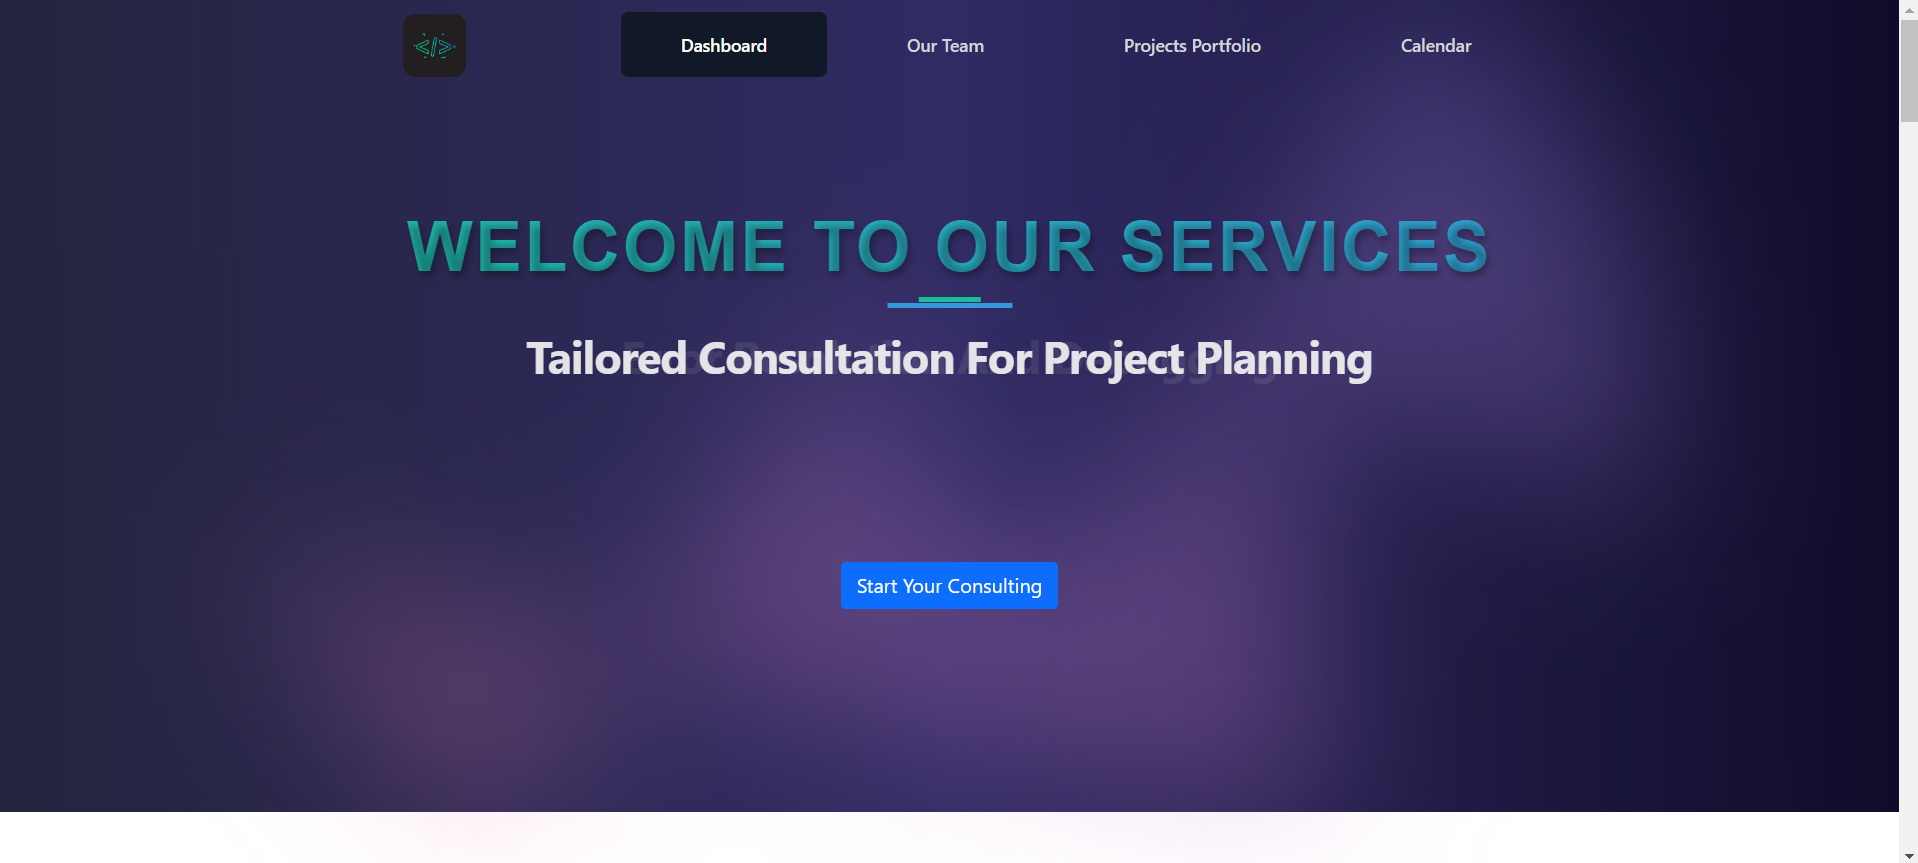 Dashboard
Our Team
Projects Portfolio
Calendar
WELCOME TO OUR SERVICES
Tailored Consultation For Project Planning
Start Your Consulting